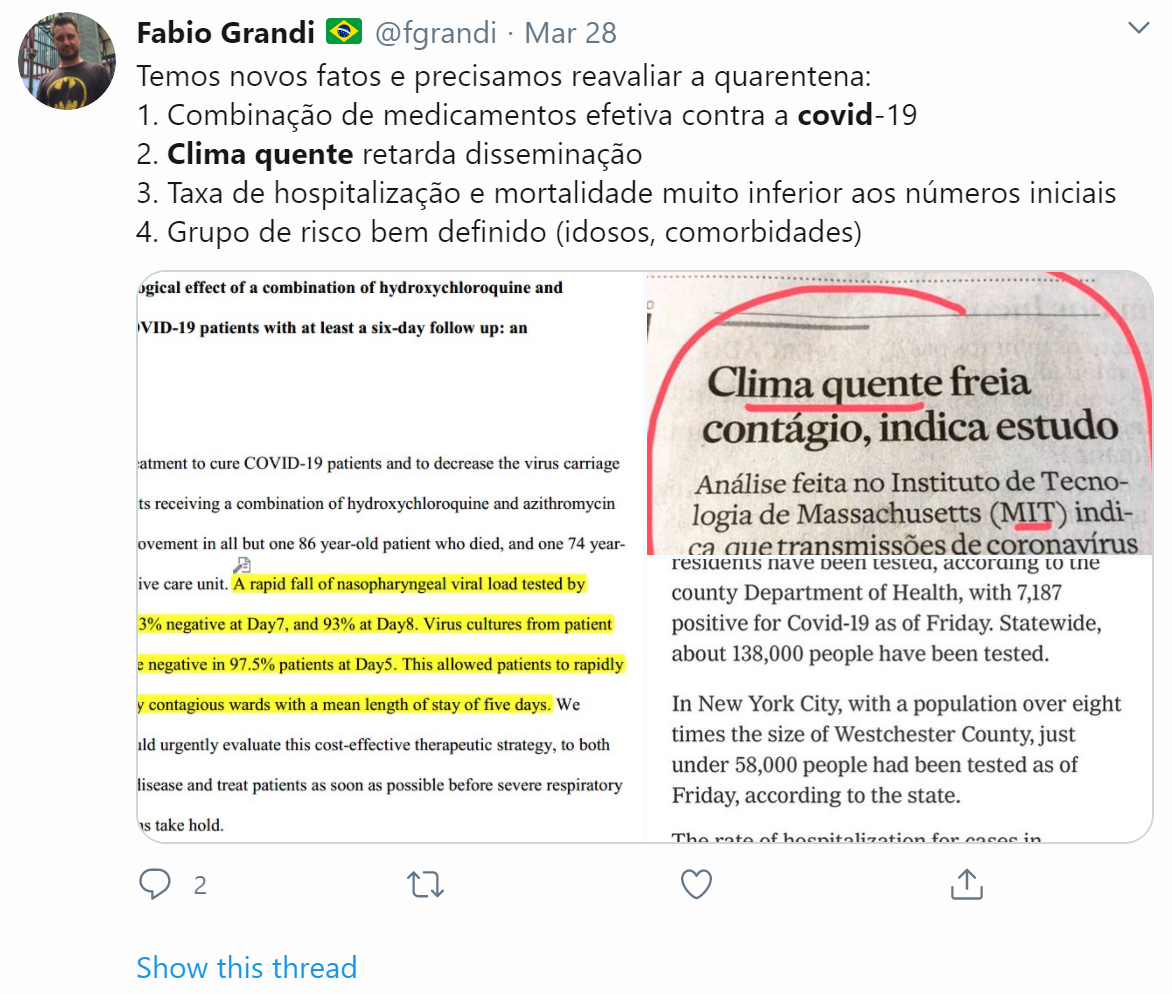 Fabio Grandi @fgrandi · Mar 28
Temos novos fatos e precisamos reavaliar a quarentena:
1. Combinação de medicamentos efetiva contra a covid-19
2. Clima quente retarda disseminação
3. Taxa de hospitalização e mortalidade muito inferior aos números iniciais
4. Grupo de risco bem definido (idosos, comorbidades)
ogical effect of a combination of hydroxychloroquine and
VID-19 patients with at least a six-day follow up: an
atment to cure COVID-19 patients and to decrease the virus carriage
ts receiving a combination of hydroxychloroquine and azithromycin
ovement in all but one 86 year-old patient who died, and one 74 year-
ive care unit. A rapid fall of nasopharyngeal viral load tested by
3% negative at Day7, and 93% at Day8. Virus cultures from patient
e negative in 97.5% patients at Day5. This allowed patients to rapidly
y contagious wards with a mean length of stay of five days. We
uld urgently evaluate this cost-effective therapeutic strategy, to both
disease and treat patients as soon as possible before severe respiratory
ns take hold.
Clima quente freia
contágio, indica estudo
Análise feita no Instituto de Tecno-
logia de Massachusetts (MIT) indi-
ca que transmissões de coronavírus
residents have been tested, according to the
county Department of Health, with 7,187
positive for Covid-19 as of Friday. Statewide,
about 138,000 people have been tested.
In New York City, with a population over eight
times the size of Westchester County, just
under 58,000 people had been tested as of
Friday, according to the state.
The rate of hospitalization for cases in
2
Show this thread